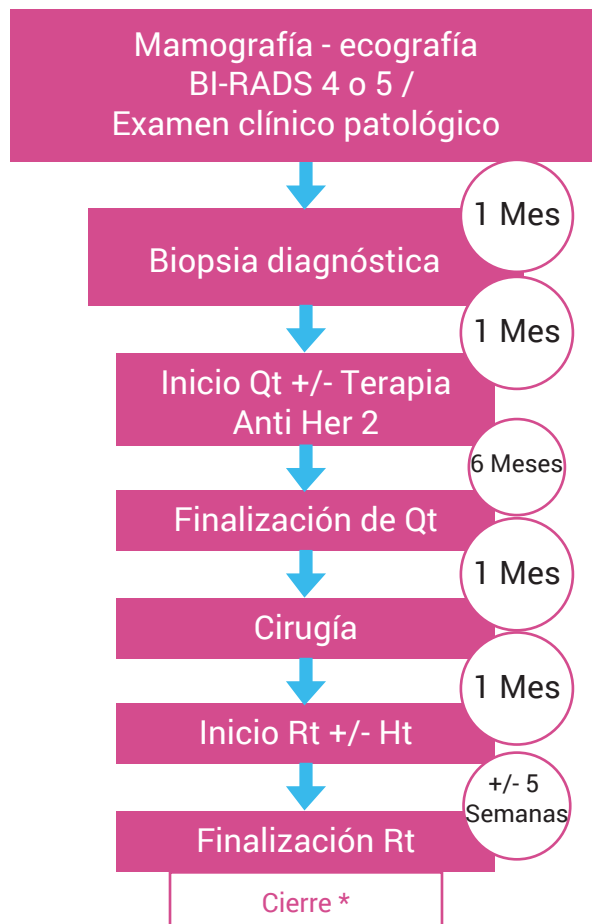 Mamografía - ecografía
BI-RADS 4 o 5 /
Examen clínico patológico
1 Mes
Biopsia diagnóstica
1 Mes
Inicio Qt +/- Terapia
Anti Her 2
6 Meses
Finalización de Qt
1 Mes
Cirugía
1 Mes
Inicio Rt +/- Ht
+/- 5
Semanas
Finalización Rt
Cierre *